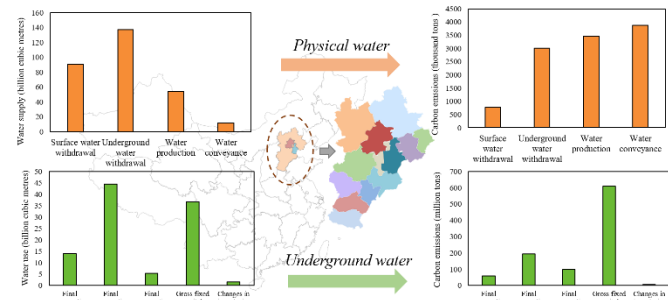 Water supply (billion cubic metres)
160
140
120
100
80
60
40
20
0
Surface water
withdrawal
Underground water
withdrawal
Water
production
Water
conveyance
Physical water
Carbon emissions (thousand tons )
4500
4000
3500
3000
2500
2000
1500
1000
500
0
Surface
water
withdrawal
Underground
water
withdrawal
Water
production
Water
conveyance
Water use (billion cubic metres)
50
45
40
35
30
25
20
15
10
5
0
Final
Final
Final
Gross fixed
Changes in
Underground water
Carbon emissions (million tons)
700
600
500
400
300
200
100
0
Final
Final
Final
Gross fixed
Changes in